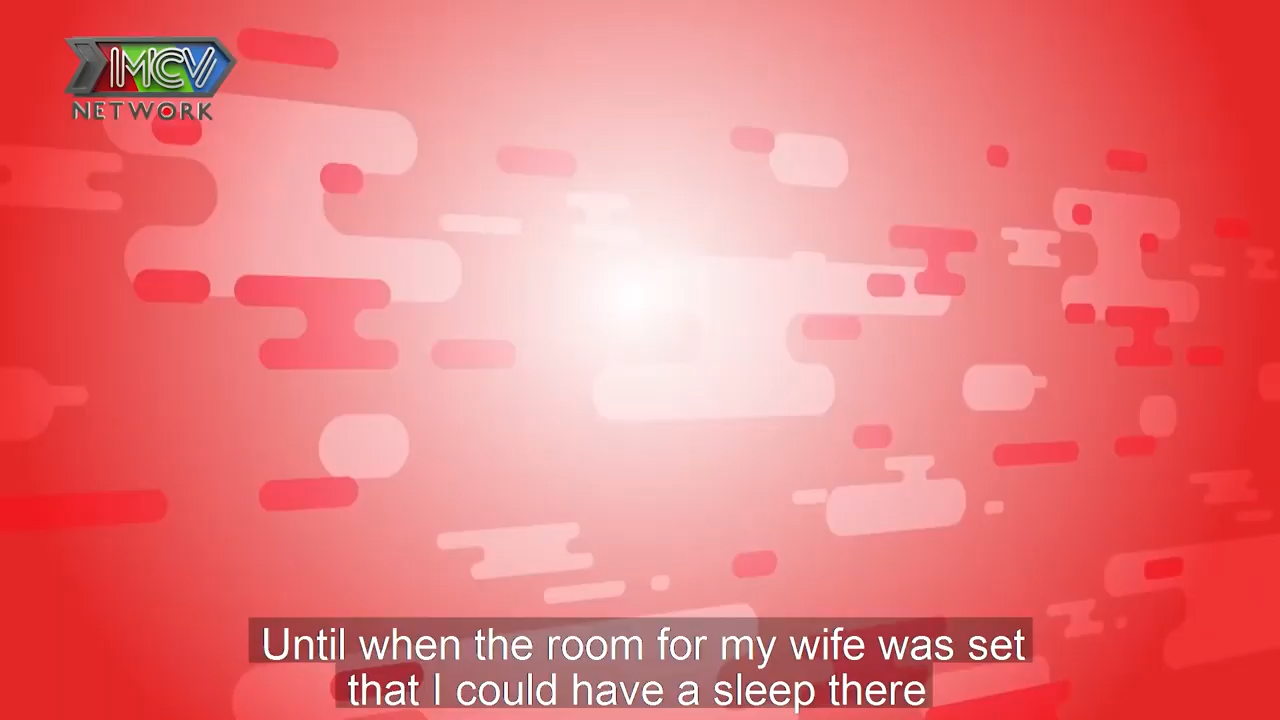 MCV
NETWORK
Until when the room for my wife was set
that I could have a sleep there